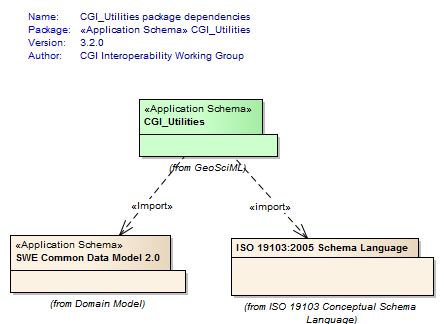 Name: CGI_Utilities package dependencies
Package: «Application Schema» CGI_Utilities
Version: 3.2.0
Author: CGI Interoperability Working Group
«Application Schema»
CGI_Utilities
(from GeoSciML)
«Import»
«import»
«Application Schema»
SWE Common Data Model 2.0
(from Domain Model)
ISO 19103:2005 Schema Language
(from ISO 19103 Conceptual Schema
Language)